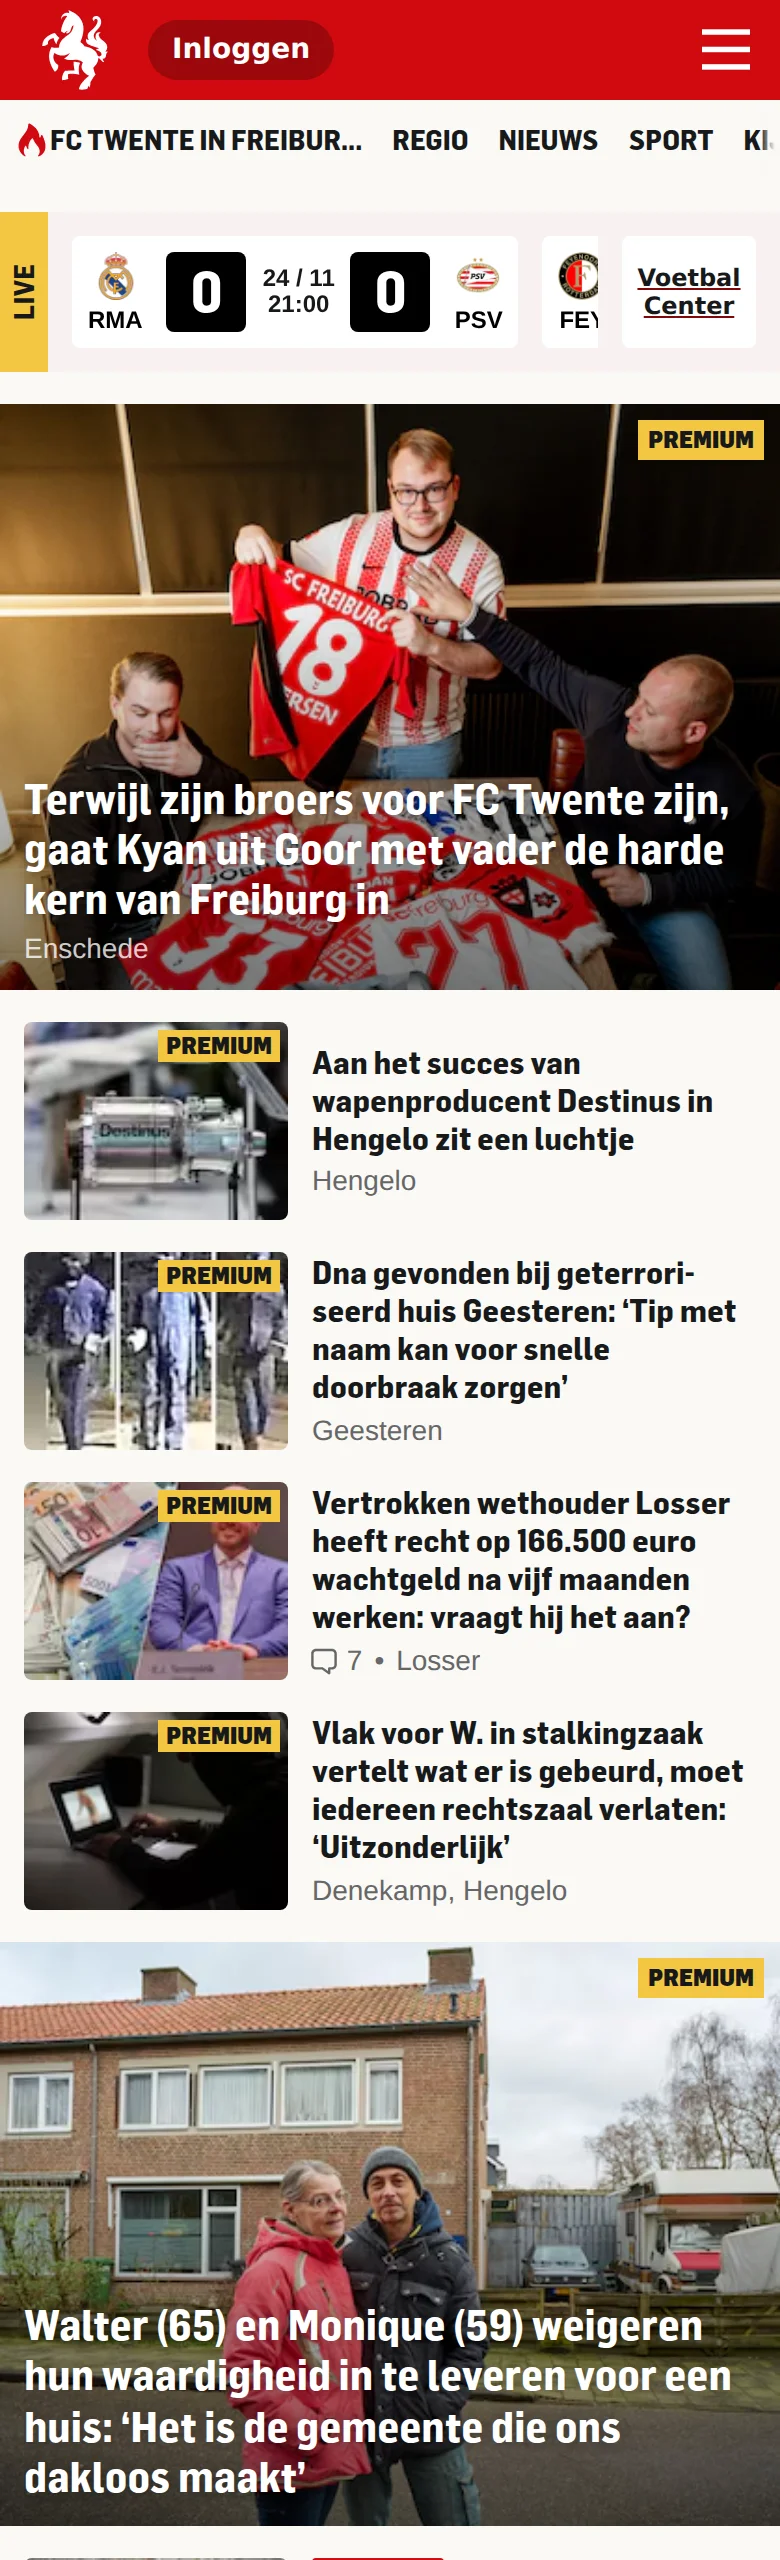 Inloggen
FC TWENTE IN FREIBUR... REGIO NIEUWS SPORT
LIVE
RMA 0 24 / 11 21:00 0 PSV
FEY
Voetbal
Center
PREMIUM
SC FREIBURG
18
Terwijl zijn broers voor FC Twente zijn,
gaat Kyan uit Goor met vader de harde
kern van Freiburg in
Enschede
PREMIUM
Destinus
Aan het succes van
wapenproducent Destinus in
Hengelo zit een luchtje
Hengelo
PREMIUM
Dna gevonden bij geterrori-
seerd huis Geesteren: ‘Tip met
naam kan voor snelle
doorbraak zorgen’
Geesteren
PREMIUM
Vertrokken wethouder Losser
heeft recht op 166.500 euro
wachtgeld na vijf maanden
werken: vraagt hij het aan?
7 • Losser
PREMIUM
Vlak voor W. in stalkingzaak
vertelt wat er is gebeurd, moet
iedereen rechtszaal verlaten:
‘Uitzonderlijk’
Denekamp, Hengelo
PREMIUM
Walter (65) en Monique (59) weigeren
hun waardigheid in te leveren voor een
huis: ‘Het is de gemeente die ons
dakloos maakt’